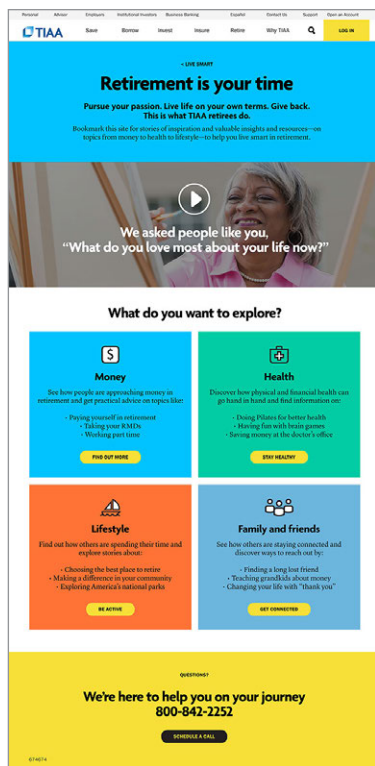 Personal Advisor Employers Institutional Investors Business Banking Español Contact Us Support Open an Account
TIAA Save Borrow Invest Insure Retire Why TIAA LOG IN
< LIVE SMART
Retirement is your time
Pursue your passion. Live life on your own terms. Give back.
This is what TIAA retirees do.
Bookmark this site for stories of inspiration and valuable insights and resources—on
topics from money to health to lifestyle—to help you live smart in retirement.
We asked people like you,
“What do you love most about your life now?”
What do you want to explore?
$
Money
See how people are approaching money in
retirement and get practical advice on topics like:
· Paying yourself in retirement
· Taking your RMDs
· Working part time
FIND OUT MORE
Health
Discover how physical and financial health can
go hand in hand and find information on:
· Doing Pilates for better health
· Having fun with brain games
· Saving money at the doctor's office
STAY HEALTHY
Lifestyle
Find out how others are spending their time and
explore stories about:
· Choosing the best place to retire
· Making a difference in your community
· Exploring America's national parks
BE ACTIVE
Family and friends
See how others are staying connected and
discover ways to reach out by:
· Finding a long lost friend
· Teaching grandkids about money
· Changing your life with "thank you"
GET CONNECTED
QUESTIONS?
We're here to help you on your journey
800-842-2252
SCHEDULE A CALL
674674